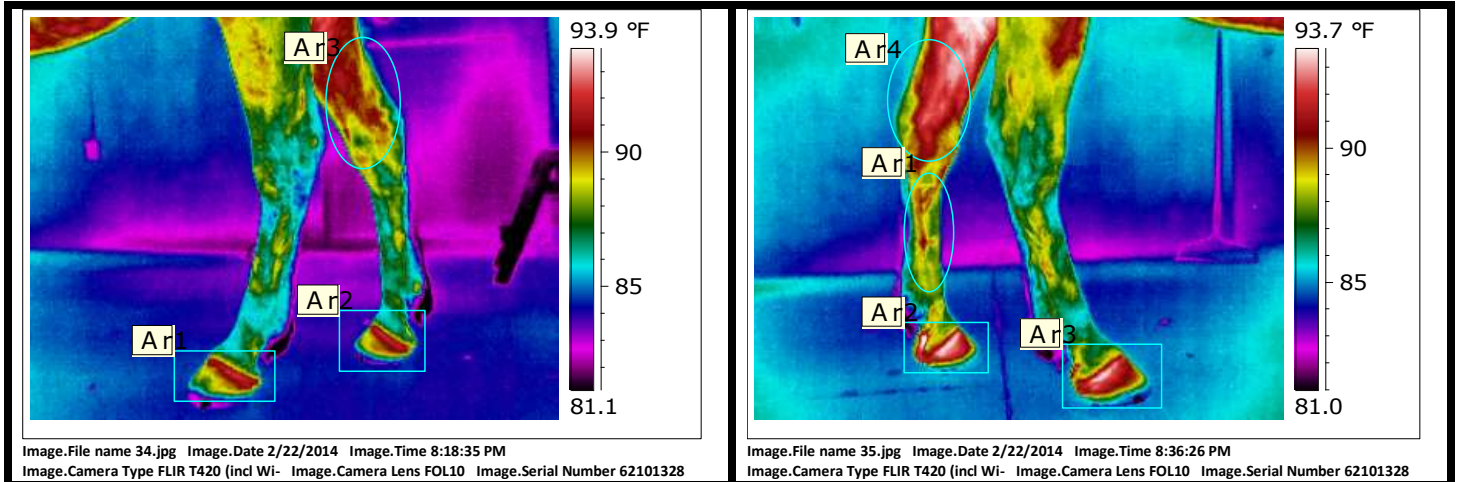 93.9 ºF
Ar3
90
85
Ar2
Ar1
81.1
Image.File name 34.jpg Image.Date 2/22/2014 Image.Time 8:18:35 PM
Image.Camera Type FLIR T420 (incl Wi- Image.Camera Lens FOL10 Image.Serial Number 62101328
93.7 ºF
Ar4
90
Ar1
85
Ar2
Ar3
81.0
Image.File name 35.jpg Image.Date 2/22/2014 Image.Time 8:36:26 PM
Image.Camera Type FLIR T420 (incl Wi- Image.Camera Lens FOL10 Image.Serial Number 62101328